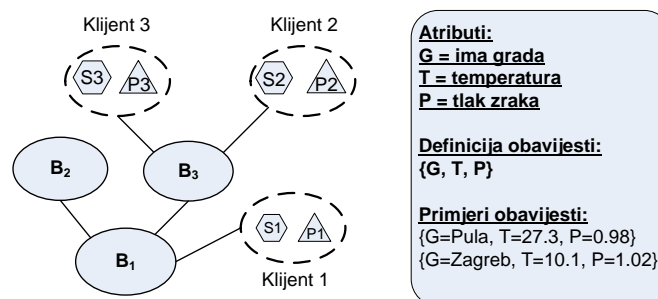 Klijent 3
Klijent 2
S3
P3
S2
P2
B2
B3
S1
P1
B1
Klijent 1
Atributi:
G = ima grada
T = temperatura
P = tlak zraka
Definicija obavijesti:
{G, T, P}
Primjeri obavijesti:
{G=Pula, T=27.3, P=0.98}
{G=Zagreb, T=10.1, P=1.02}